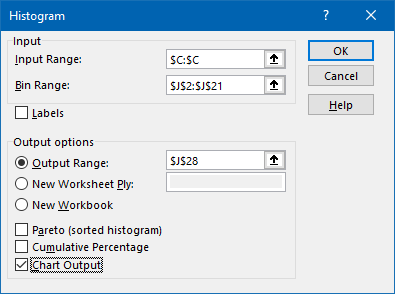 Histogram ?
Input
Input Range: $C:$C
Bin Range: $J$2:$J$21
Labels
Output options
Output Range: $J$28
New Worksheet Ply:
New Workbook
Pareto (sorted histogram)
Cumulative Percentage
Chart Output
OK
Cancel
Help